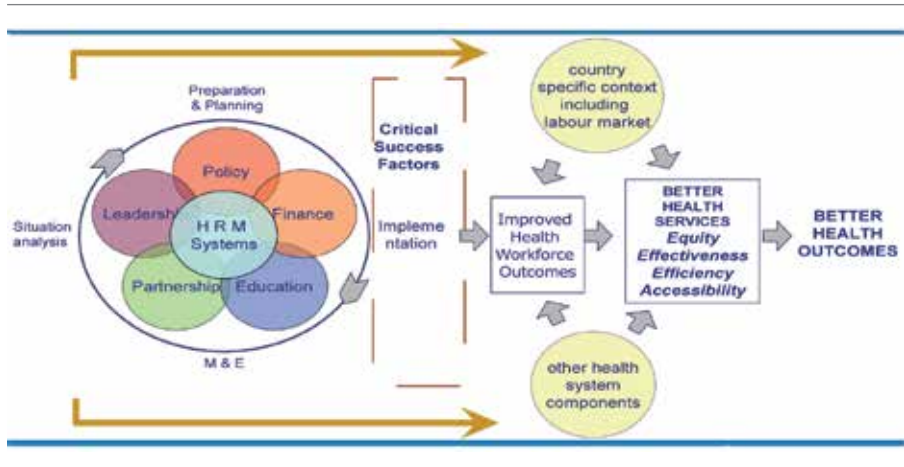 Preparation
& Planning
Situation
analysis
Policy
Leadership
Finance
H R M
Systems
Partnership
Education
M & E
Critical
Success
Factors
Impleme
ntation
country
specific context
including
labour market
Improved
Health
Workforce
Outcomes
BETTER
HEALTH
SERVICES
Equity
Effectiveness
Efficiency
Accessibility
BETTER
HEALTH
OUTCOMES
other health
system
components